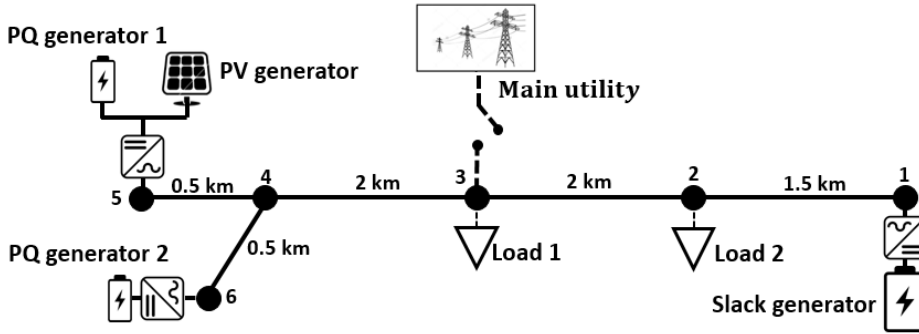 PQ generator 1
PV generator
Main utility
5
0.5 km
4
2 km
3
2 km
2
1.5 km
1
PQ generator 2
0.5 km
6
Load 1
Load 2
Slack generator